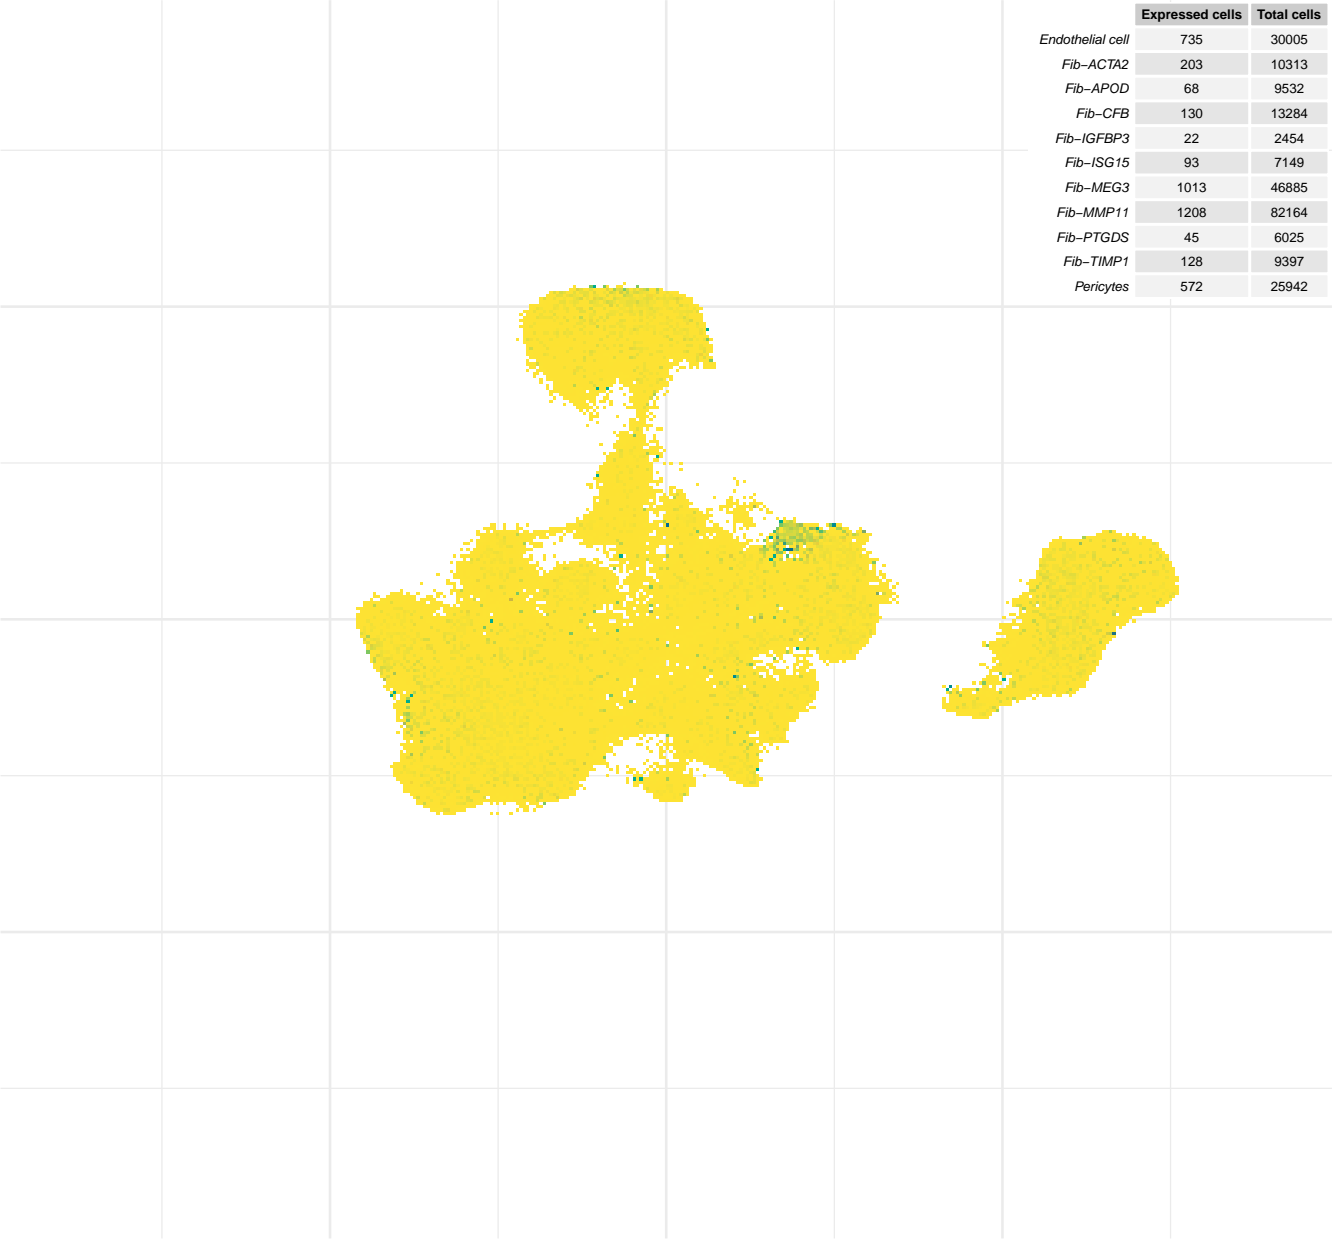 Expressed cells Total cells
Endothelial cell 735 30005
Fib−ACTA2 203 10313
Fib−APOD 68 9532
Fib−CFB 130 13284
Fib−IGFBP3 22 2454
Fib−ISG15 93 7149
Fib−MEG3 1013 46885
Fib−MMP11 1208 82164
Fib−PTGDS 45 6025
Fib−TIMP1 128 9397
Pericytes 572 25942